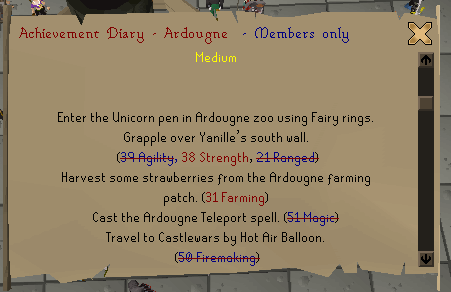 Achievement Diary - Ardougne - Members only
Medium
Enter the Unicorn pen in Ardougne zoo using Fairy rings.
Grapple over Yanille's south wall.
(39 Agility, 38 Strength, 21 Ranged)
Harvest some strawberries from the Ardougne farming
patch. (31 Farming)
Cast the Ardougne Teleport spell. (51 Magic)
Travel to Castlewars by Hot Air Balloon.
(50 Firemaking)